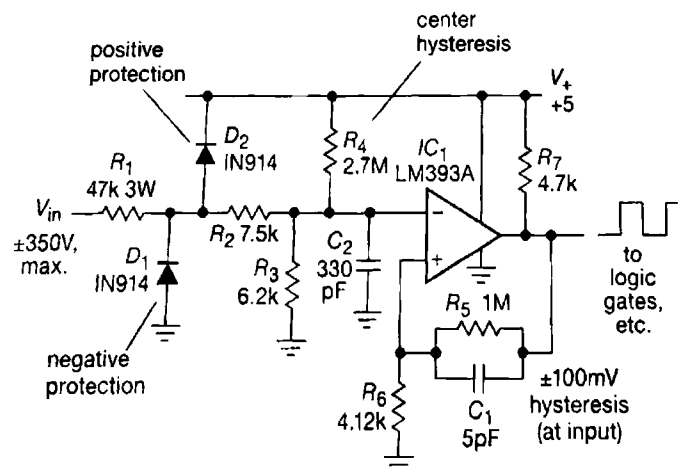 center
hysteresis
positive
protection
V+
+5
D2
IN914
R4
2.7M
IC1
LM393A
R7
4.7k
R1
47k 3W
Vin
±350V,
max.
R2 7.5k
D1
IN914
C2
330
pF
R3
6.2k
−
+
to
logic
gates,
etc.
R5 1M
negative
protection
R6
4.12k
C1
5pF
±100mV
hysteresis
(at input)